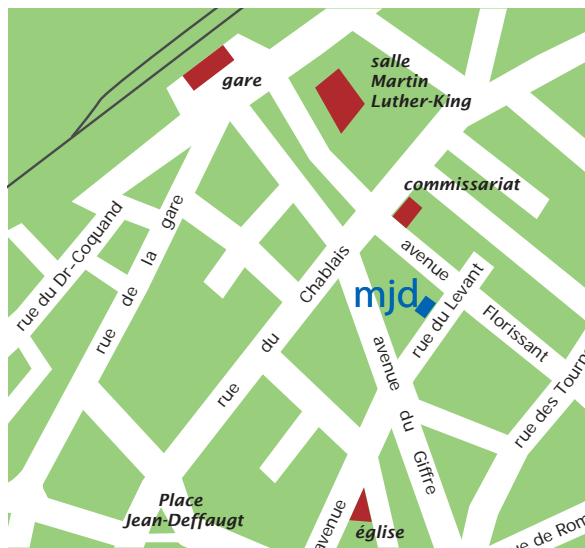 gare
salle
Martin
Luther-King
commissariat
rue du Dr-Coquand
rue de la gare
rue du Chablais
avenue Florissant
mjd
rue du Levant
avenue du Giffre
rue des Tourn
Place
Jean-Deffaugt
avenue
église
ue de Rom